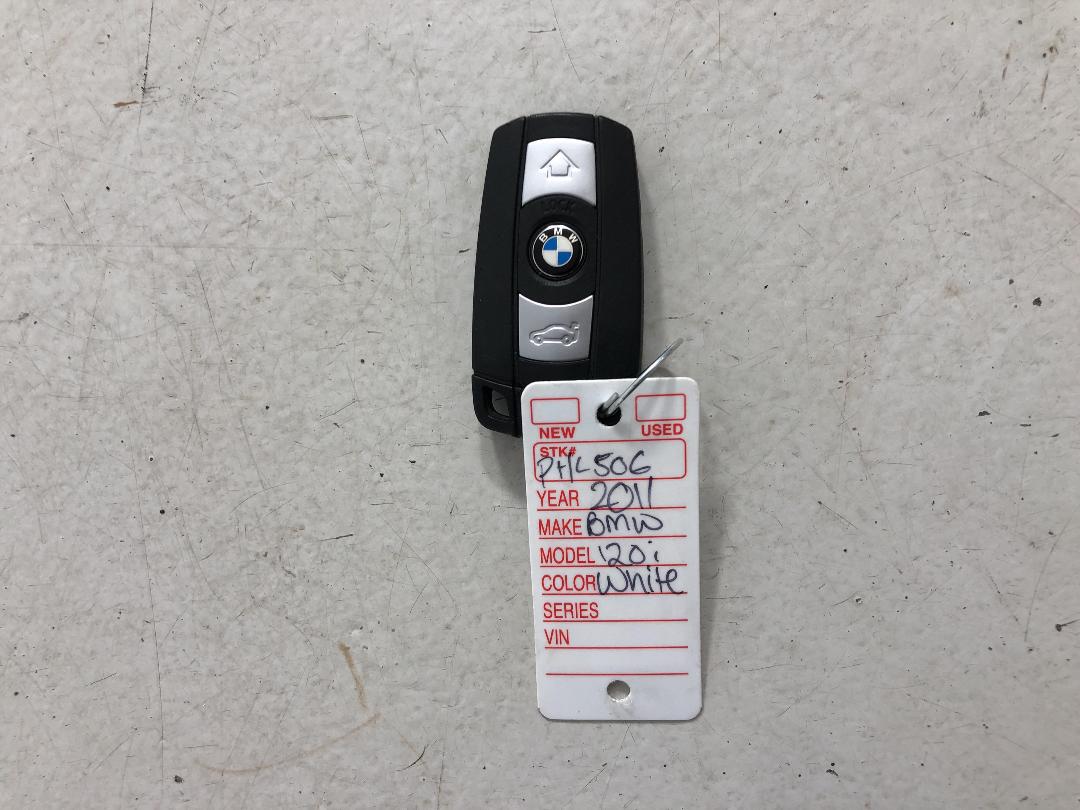 LOCK
BMW
NEW USED
STK#
PHL506
YEAR 2011
MAKE BMW
MODEL 120i
COLOR White
SERIES
VIN